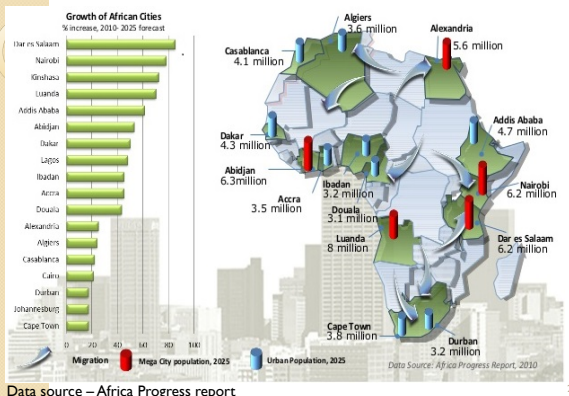 Growth of African Cities
% increase, 2010- 2025 forecast
Dar es Salaam
Nairobi
Kinshasa
Luanda
Addis Ababa
Abidjan
Dakar
Lagos
Ibadan
Accra
Douala
Alexandria
Algiers
Casablanca
Cairo
Durban
Johannesburg
Cape Town
0 20 40 60 80 100
Algiers
3.6 million
Alexandria
5.6 million
Casablanca
4.1 million
Addis Ababa
4.7 million
Dakar
4.3 million
Abidjan
6.3million
Ibadan
3.2 million
Accra
3.5 million
Douala
3.1 million
Nairobi
6.2 million
Luanda
8 million
Dar es Salaam
6.2 million
Cape Town
3.8 million
Durban
3.2 million
Migration
Mega City population, 2025
Urban Population, 2025
Data Source: Africa Progress Report, 2010
Data source – Africa Progress report